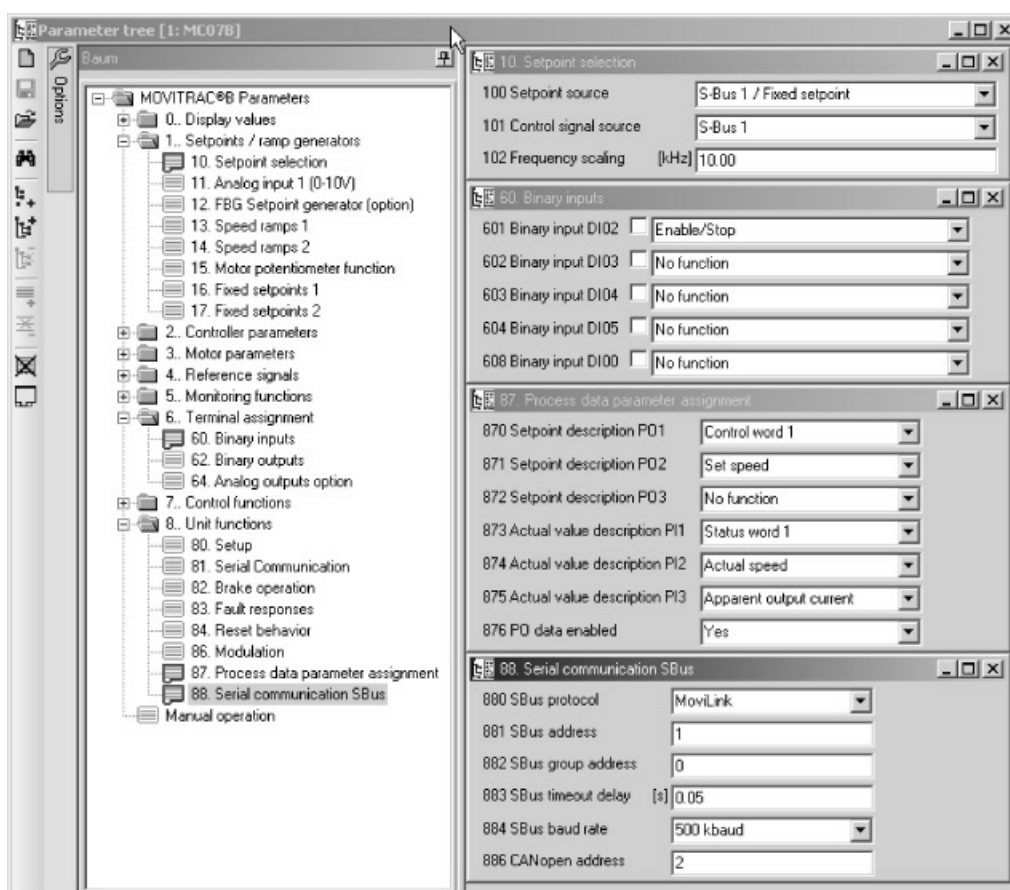 Parameter tree [1: MC07B]
Options
Baum
MOVITRAC®B Parameters
0.. Display values
1.. Setpoints / ramp generators
10. Setpoint selection
11. Analog input 1 (0-10V)
12. FBG Setpoint generator (option)
13. Speed ramps 1
14. Speed ramps 2
15. Motor potentiometer function
16. Fixed setpoints 1
17. Fixed setpoints 2
2.. Controller parameters
3.. Motor parameters
4.. Reference signals
5.. Monitoring functions
6.. Terminal assignment
60. Binary inputs
62. Binary outputs
64. Analog outputs option
7.. Control functions
8.. Unit functions
80. Setup
81. Serial Communication
82. Brake operation
83. Fault responses
84. Reset behavior
86. Modulation
87. Process data parameter assignment
88. Serial communication SBus
Manual operation
10. Setpoint selection
100 Setpoint source S-Bus 1 / Fixed setpoint
101 Control signal source S-Bus 1
102 Frequency scaling [kHz] 10.00
60. Binary inputs
601 Binary input DI02 Enable/Stop
602 Binary input DI03 No function
603 Binary input DI04 No function
604 Binary input DI05 No function
608 Binary input DI00 No function
87. Process data parameter assignment
870 Setpoint description PO1 Control word 1
871 Setpoint description PO2 Set speed
872 Setpoint description PO3 No function
873 Actual value description PI1 Status word 1
874 Actual value description PI2 Actual speed
875 Actual value description PI3 Apparent output current
876 PO data enabled Yes
88. Serial communication SBus
880 SBus protocol MoviLink
881 SBus address 1
882 SBus group address 0
883 SBus timeout delay [s] 0.05
884 SBus baud rate 500 kbaud
886 CANopen address 2